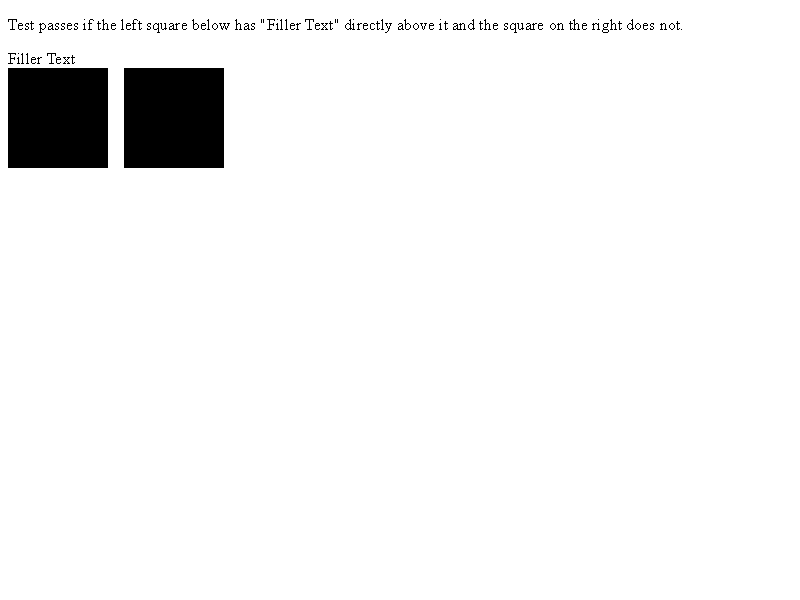 Test passes if the left square below has "Filler Text" directly above it and the square on the right does not.
Filler Text